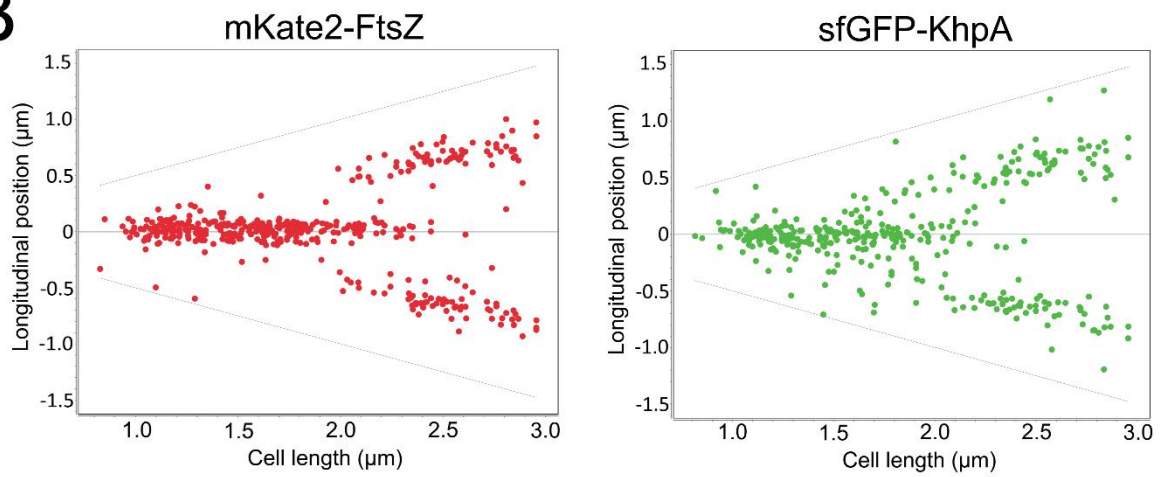 B
mKate2-FtsZ
sfGFP-KhpA
Longitudinal position (µm)
1.5
1.0
0.5
0
-0.5
-1.0
-1.5
1.0 1.5 2.0 2.5 3.0
Cell length (µm)
Longitudinal position (µm)
1.5
1.0
0.5
0
-0.5
-1.0
-1.5
1.0 1.5 2.0 2.5 3.0
Cell length (µm)